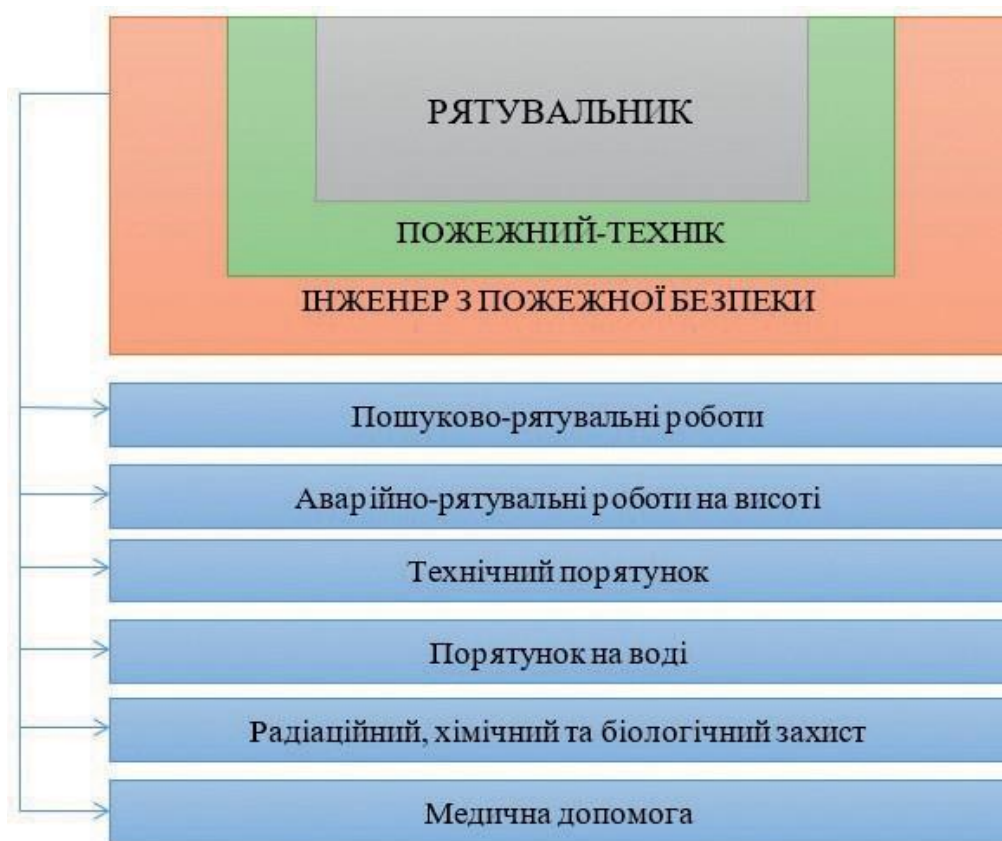 РЯТУВАЛЬНИК
ПОЖЕЖНИЙ-ТЕХНІК
ІНЖЕНЕР З ПОЖЕЖНОЇ БЕЗПЕКИ
Пошуково-рятувальні роботи
Аварійно-рятувальні роботи на висоті
Технічний порятунок
Порятунок на воді
Радіаційний, хімічний та біологічний захист
Медична допомога